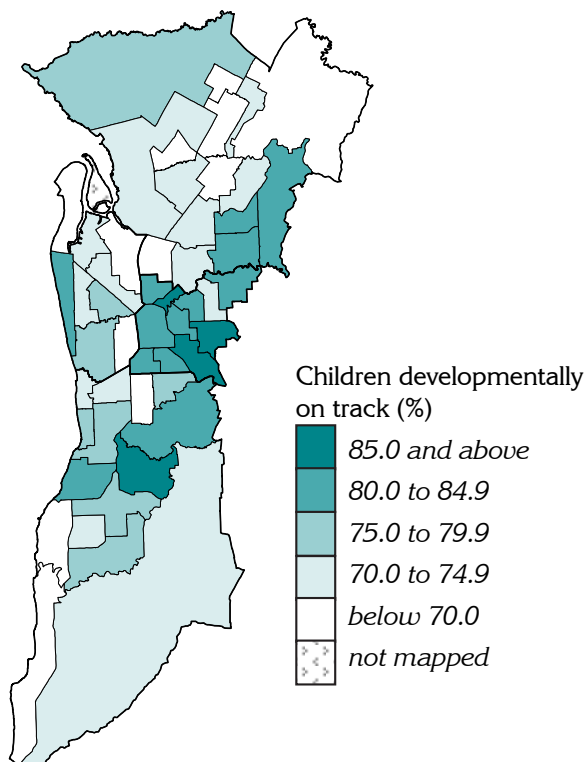 Children developmentally
on track (%)
85.0 and above
80.0 to 84.9
75.0 to 79.9
70.0 to 74.9
below 70.0
not mapped